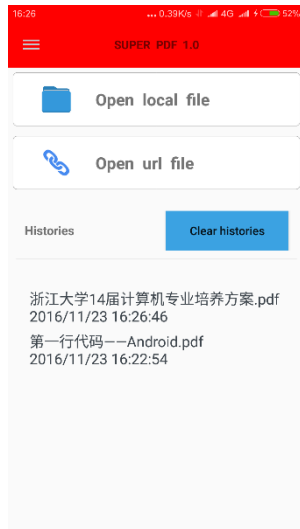 16:26 ... 0.39K/s 4G 52%
SUPER PDF 1.0
Open local file
Open url file
Histories
Clear histories
浙江大学14届计算机专业培养方案.pdf
2016/11/23 16:26:46
第一行代码——Android.pdf
2016/11/23 16:22:54